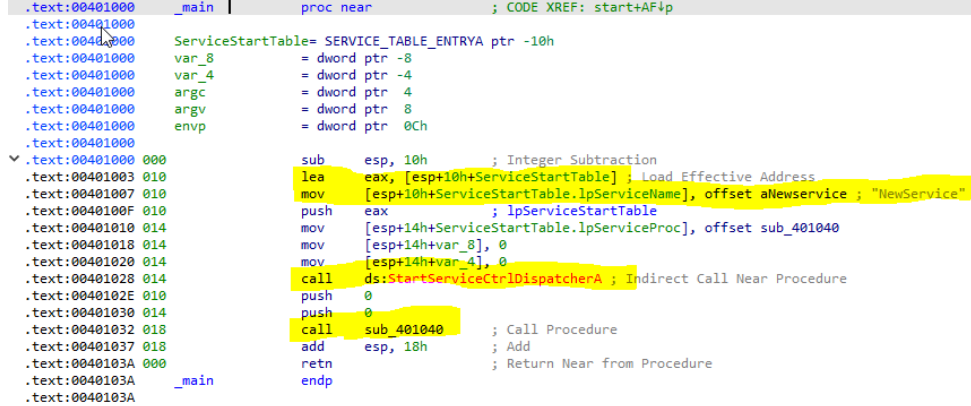 .text:00401000 _main proc near ; CODE XREF: start+AF↓p
.text:00401000
.text:00401000 ServiceStartTable= SERVICE_TABLE_ENTRYA ptr -10h
.text:00401000 var_8 = dword ptr -8
.text:00401000 var_4 = dword ptr -4
.text:00401000 argc = dword ptr 4
.text:00401000 argv = dword ptr 8
.text:00401000 envp = dword ptr 0Ch
.text:00401000
.text:00401000 000 sub esp, 10h ; Integer Subtraction
.text:00401003 010 lea eax, [esp+10h+ServiceStartTable] ; Load Effective Address
.text:00401007 010 mov [esp+10h+ServiceStartTable.lpServiceName], offset aNewservice ; "NewService"
.text:0040100F 010 push eax ; lpServiceStartTable
.text:00401010 014 mov [esp+14h+ServiceStartTable.lpServiceProc], offset sub_401040
.text:00401018 014 mov [esp+14h+var_8], 0
.text:00401020 014 mov [esp+14h+var_4], 0
.text:00401028 014 call ds:StartServiceCtrlDispatcherA ; Indirect Call Near Procedure
.text:0040102E 010 push 0
.text:00401030 014 push 0
.text:00401032 018 call sub_401040 ; Call Procedure
.text:00401037 018 add esp, 18h ; Add
.text:0040103A 000 retn ; Return Near from Procedure
.text:0040103A _main endp
.text:0040103A